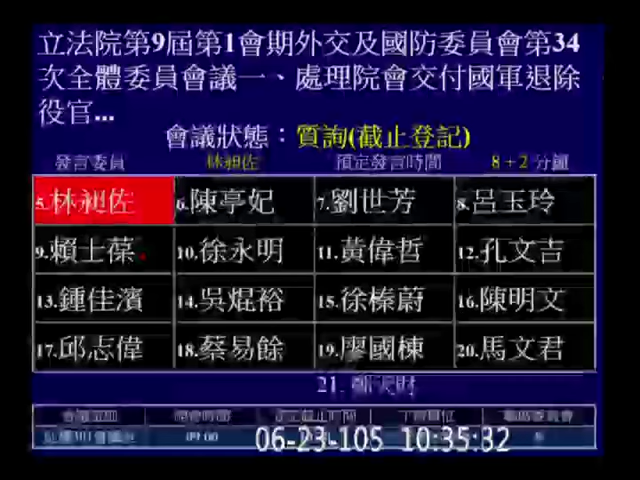 立法院第9屆第1會期外交及國防委員會第34
次全體委員會議一、處理院會交付國軍退除
役官...
會議狀態：質詢(截止登記)
發言委員 林昶佐 預定發言時間 8+2 分鐘
5.林昶佐 6.陳亭妃 7.劉世芳 8.呂玉玲
9.賴士葆 10.徐永明 11.黃偉哲 12.孔文吉
13.鍾佳濱 14.吳焜裕 15.徐榛蔚 16.陳明文
17.邱志偉 18.蔡易餘 19.廖國棟 20.馬文君
21. 鄭天財
09:00
06-23-105 10:35:32